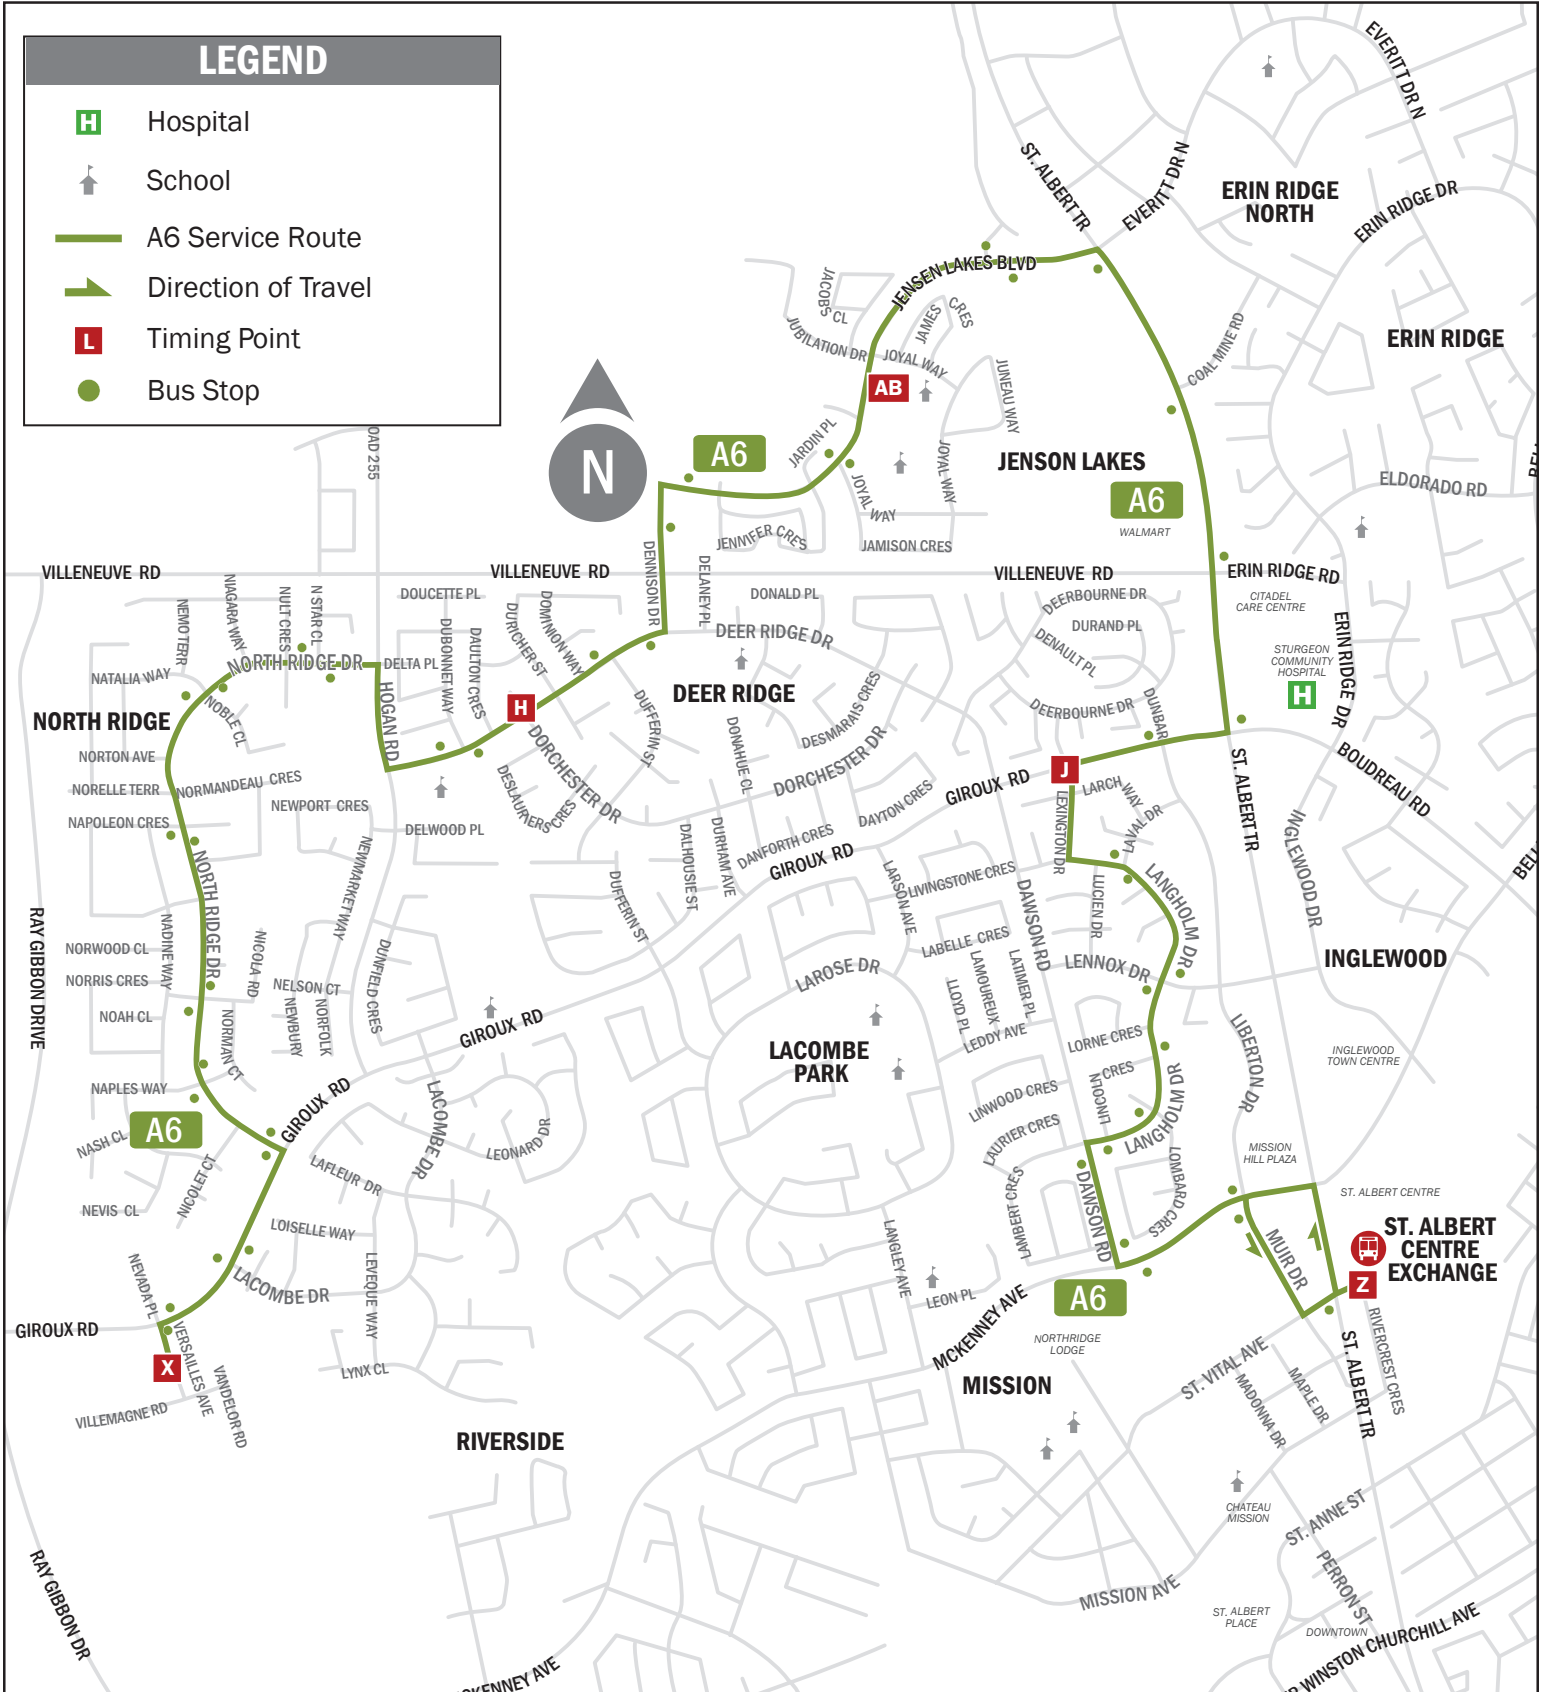 LEGEND
H
Hospital
School
A6 Service Route
Direction of Travel
L
Timing Point
Bus Stop
N
EVERITT DR N
ST. ALBERT TR
EVERITT DR N
ERIN RIDGE
NORTH
ERIN RIDGE DR
JENSEN LAKES BLVD
JACOBS CL
JAMES
CRES
JUBILATION DR
JOYAL WAY
COAL MINE RD
ERIN RIDGE
AB
JUNEAU WAY
JARDIN PL
A6
OAD 255
JENSON LAKES
JOYAL WAY
JOYAL WAY
A6
ELDORADO RD
WALMART
JENNIFER CRES
JAMISON CRES
VILLENEUVE RD
VILLENEUVE RD
VILLENEUVE RD
ERIN RIDGE RD
DENNISON DR
DELANEY PL
DONALD PL
DOUCETTE PL
DEERBOURNE DR
CITADEL
CARE CENTRE
NEMO TERR
NIAGARA WAY
NULT CRES
N STAR CL
DURICHER ST
DOMINION WAY
DUBONNET WAY
DAULTON CRES
DEER RIDGE DR
DURAND PL
DENAULT PL
ERIN RIDGE DR
NATALIA WAY
NORTH RIDGE DR
DELTA PL
STURGEON
COMMUNITY
HOSPITAL
H
NORTH RIDGE
NOBLE CL
HOGAN RD
H
DEER RIDGE
DUFFERIN ST
DESMARAIS CRES
DEERBOURNE DR
DUNBAR
NORTON AVE
DORCHESTER DR
DONAHUE CL
DORCHESTER DR
J
ST. ALBERT TR
BOUDREAU RD
NORELLE TERR
NORMANDEAU CRES
DESLAURIERS CRES
GIROUX RD
LARCH
WAY
NEWPORT CRES
NAPOLEON CRES
DELWOOD PL
DAYTON CRES
LEXINGTON DR
LAVAL DR
INGLEWOOD DR
DANFORTH CRES
GIROUX RD
DALHOUSIE ST
DURHAM AVE
NORTH RIDGE DR
NEWMARKET WAY
DUFFERIN ST
LARSON AVE
LIVINGSTONE CRES
LUCIEN DR
LANGHOLM DR
RAY GIBBON DRIVE
NADINE WAY
NORWOOD CL
NICOLA RD
DUNFIELD CRES
LABELLE CRES
DAWSON RD
LENNOX DR
INGLEWOOD
NORRIS CRES
NELSON CT
LAROSE DR
LAMOUREUX
LATIMER PL
LLOYD PL
NOAH CL
NORMAN CT
NEWBURY
NORFOLK
GIROUX RD
LEDDY AVE
LORNE CRES
LIBERTON DR
INGLEWOOD
TOWN CENTRE
LACOMBE
PARK
NAPLES WAY
GIROUX RD
LACOMBE DR
LINWOOD CRES
LINCOLN
CRES
LANGHOLM DR
NASH CL
A6
LEONARD DR
LAURIER CRES
MISSION
HILL PLAZA
LAFLEUR DR
NICOLET CT
LAMBERT CRES
DAWSON RD
LOMBARD CRES
ST. ALBERT CENTRE
NEVIS CL
LOISELLE WAY
LANGLEY AVE
MUIR DR
ST. ALBERT
CENTRE
EXCHANGE
NEVADA PL
LACOMBE DR
LEVEQUE WAY
LEON PL
A6
Z
GIROUX RD
MCKENNEY AVE
NORTHRIDGE
LODGE
RIVERCREST CRES
X
VERSAILLES AVE
LYNX CL
MISSION
ST. VITAL AVE
ST. ALBERT TR
VANDELOR RD
VILLEMAGNE RD
MADONNA DR
MAPLE DR
RIVERSIDE
CHATEAU
MISSION
ST. ANNE ST
RAY GIBBON DR
MISSION AVE
PERRON ST
ST. ALBERT
PLACE
DOWNTOWN
WINSTON CHURCHILL AVE
KENNEY AVE